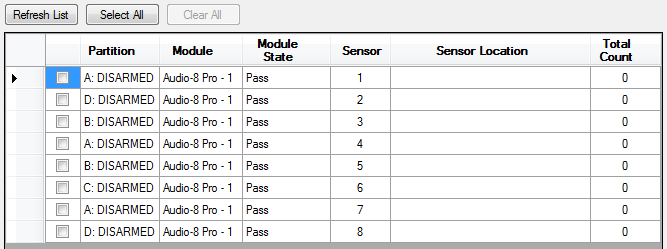 Refresh List Select All Clear All
Partition Module Module State Sensor Sensor Location Total Count
A: DISARMED Audio-8 Pro - 1 Pass 1 0
D: DISARMED Audio-8 Pro - 1 Pass 2 0
B: DISARMED Audio-8 Pro - 1 Pass 3 0
A: DISARMED Audio-8 Pro - 1 Pass 4 0
B: DISARMED Audio-8 Pro - 1 Pass 5 0
C: DISARMED Audio-8 Pro - 1 Pass 6 0
A: DISARMED Audio-8 Pro - 1 Pass 7 0
D: DISARMED Audio-8 Pro - 1 Pass 8 0